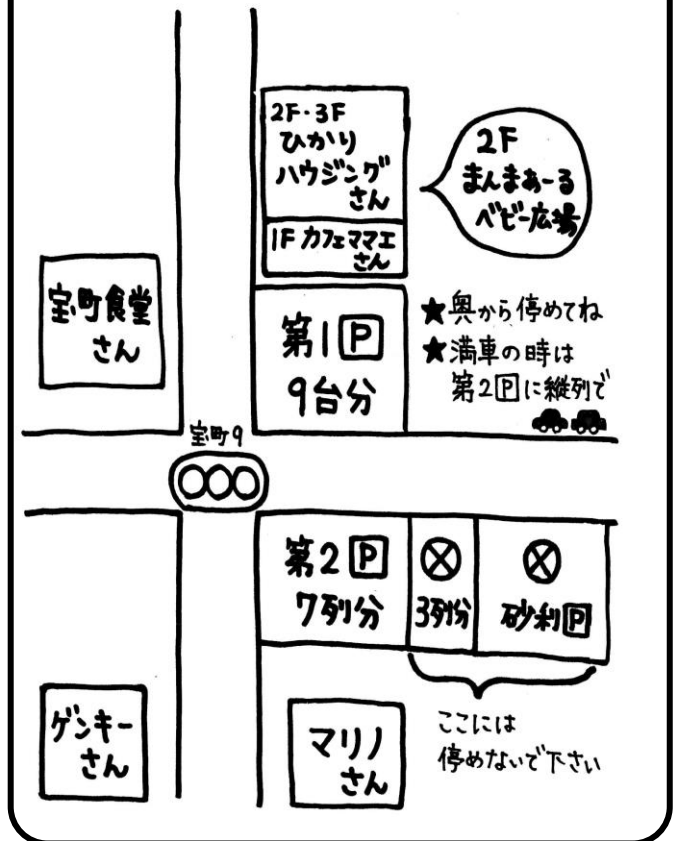 2F・3F
ひかり
ハウジング
さん
1F カフェママエ
さん
2F
まんまぁーる
ベビー広場
宝町食堂
さん
第1 P
9台分
★奥から停めてね
★満車の時は
第2Pに縦列で
宝町9
第2 P
7列分
3列分
砂利P
ゲンキー
さん
マリノ
さん
ここには
停めないで下さい